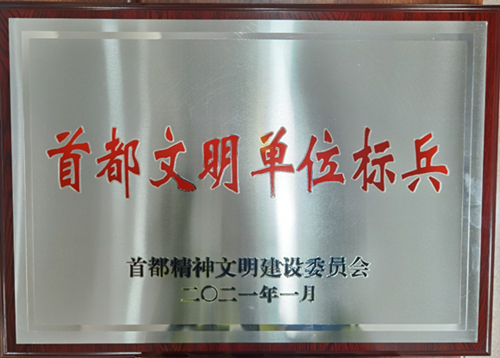 首都文明单位标兵
首都精神文明建设委员会
二〇二一年一月